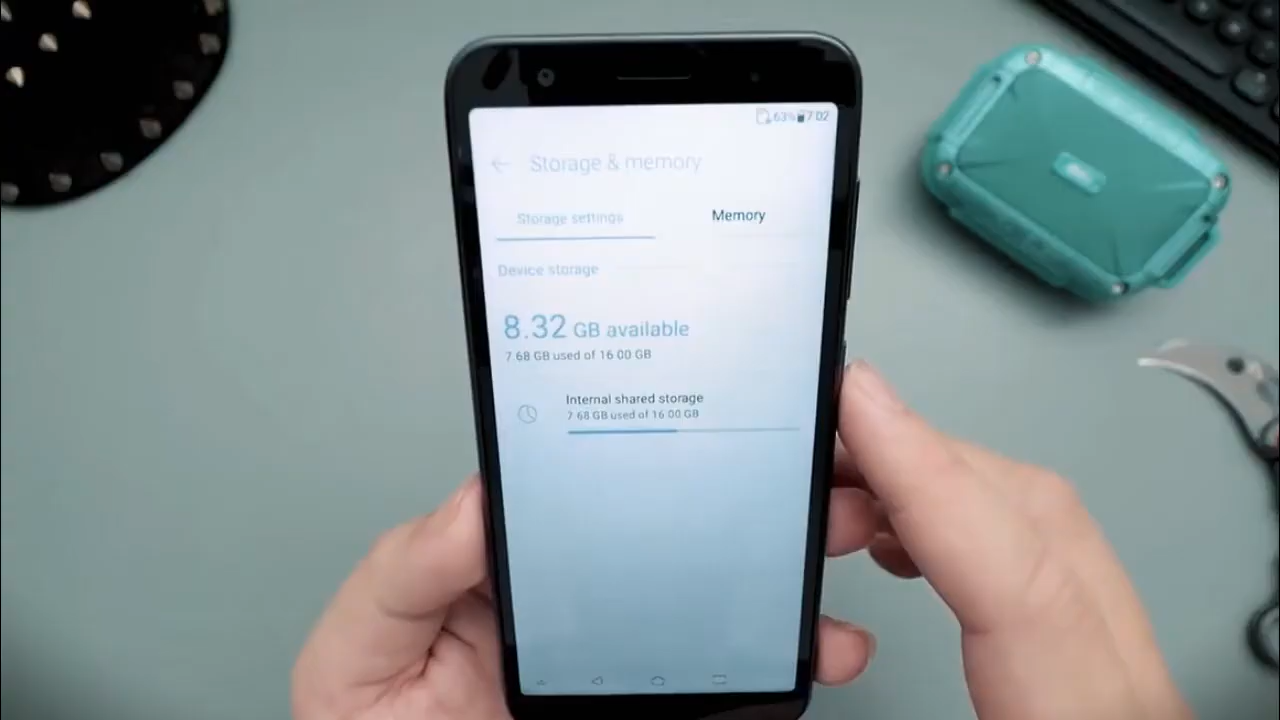 63% 7:02
Storage & memory
Storage settings
Memory
Device storage
8.32 GB available
7.68 GB used of 16.00 GB
Internal shared storage
7.68 GB used of 16.00 GB